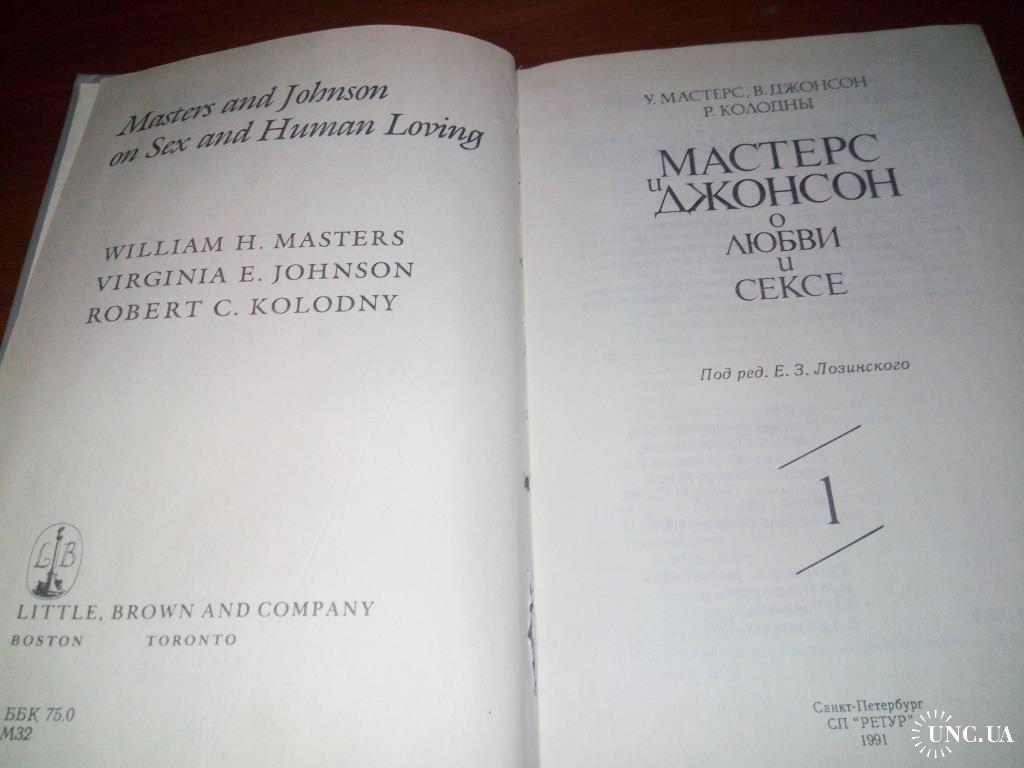 Masters and Johnson
on Sex and Human Loving
WILLIAM H. MASTERS
VIRGINIA E. JOHNSON
ROBERT C. KOLODNY
L B
LITTLE, BROWN AND COMPANY
BOSTON TORONTO
ББК 75.0
М32
У. МАСТЕРС, В. ДЖОНСОН
Р. КОЛОДНЫ
МАСТЕРС
и
ДЖОНСОН
о
ЛЮБВИ
и
СЕКСЕ
Под ред. Е. З. Лозинского
1
Санкт-Петербург
СП "РЕТУР"
1991
UNC.UA